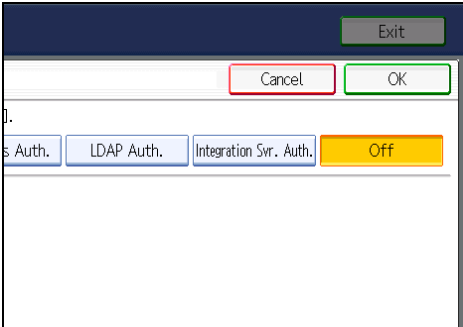 Exit
Cancel OK
].
s Auth. LDAP Auth. Integration Svr. Auth. Off